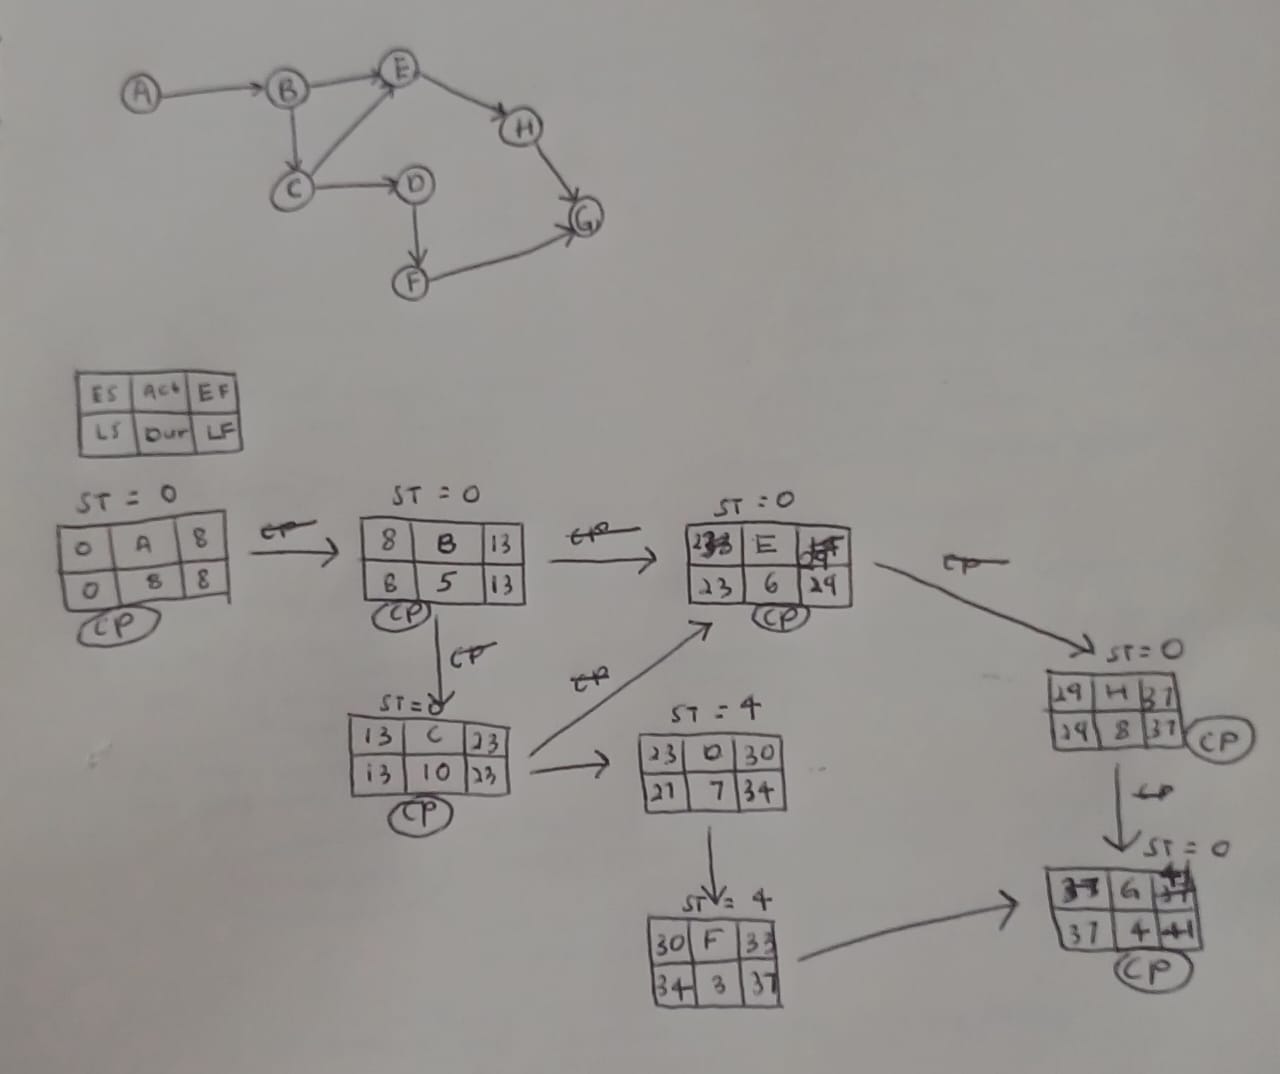 A
B
E
H
C
D
G
F
ES Act EF
LS Dur LF
ST = 0
0 A 8
0 8 8
CP
CP
ST = 0
8 B 13
8 5 13
CP
CP
CP
ST = 0
E
23 6 29
CP
CP
CP
ST = 0
13 C 23
13 10 23
CP
ST = 4
23 D 30
27 7 34
ST = 4
30 F 33
34 3 37
ST = 0
29 H 37
29 8 37
CP
CP
ST = 0
37 G
37 4 41
CP